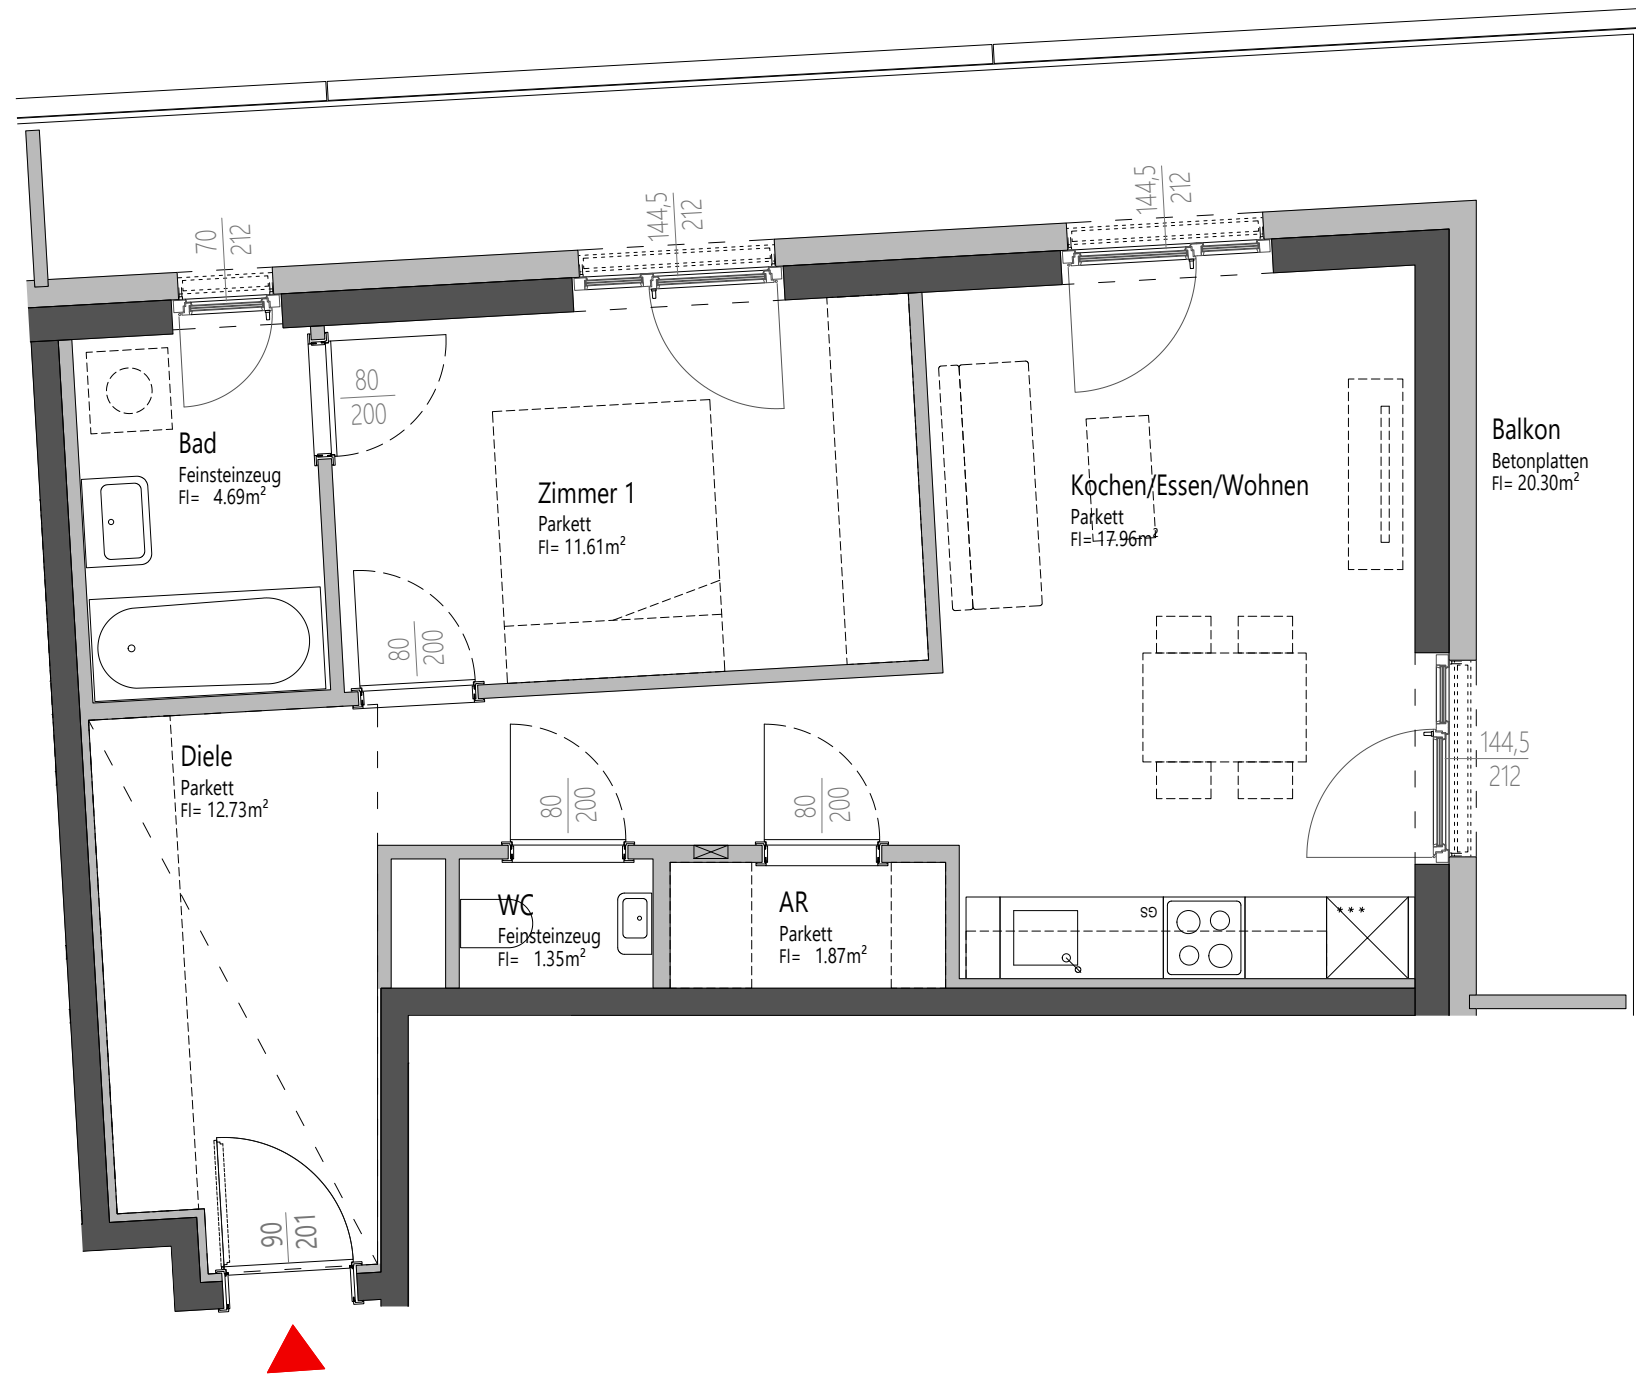 70
212
144,5
212
144,5
212
80
200
Bad
Feinsteinzeug
Fl= 4.69m²
Zimmer 1
Parkett
Fl= 11.61m²
Kochen/Essen/Wohnen
Parkett
Fl= 17.96m²
Balkon
Betonplatten
Fl= 20.30m²
80
200
Diele
Parkett
Fl= 12.73m²
80
200
80
200
144,5
212
WC
Feinsteinzeug
Fl= 1.35m²
AR
Parkett
Fl= 1.87m²
GS
***
90
201